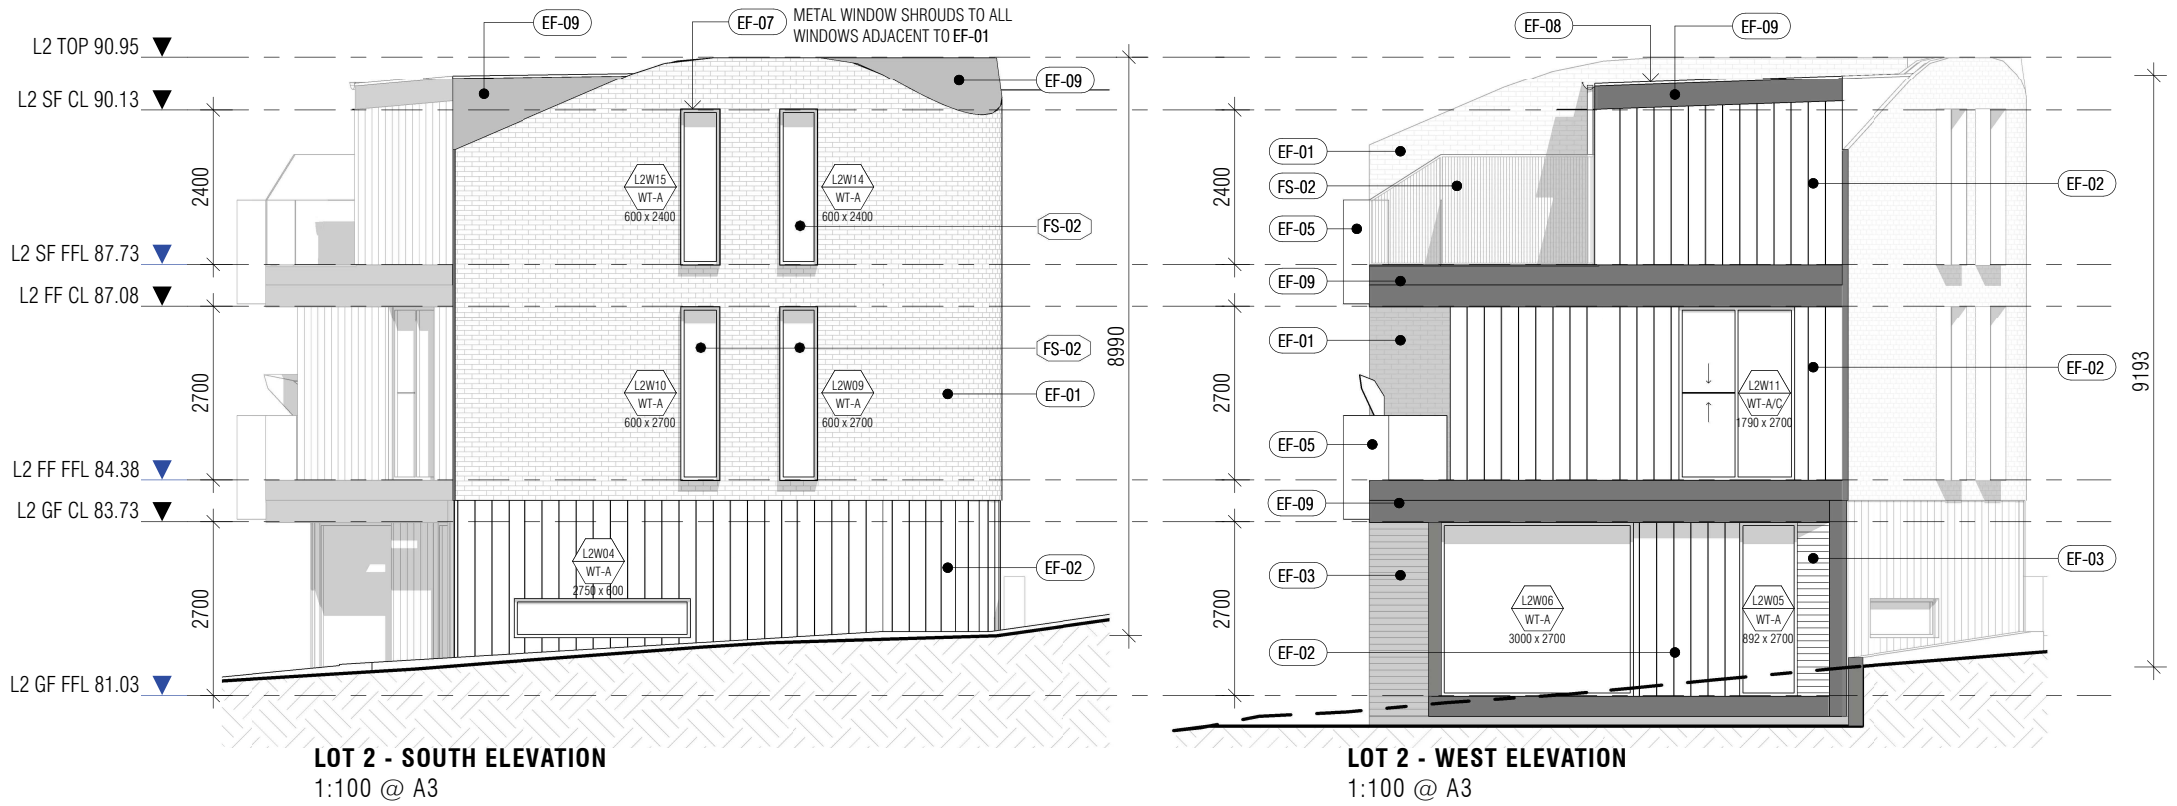 EF-09
EF-07
METAL WINDOW SHROUDS TO ALL
WINDOWS ADJACENT TO EF-01
L2 TOP 90.95
EF-09
L2 SF CL 90.13
2400
L2W15
WT-A
600 x 2400
L2W14
WT-A
600 x 2400
FS-02
L2 SF FFL 87.73
L2 FF CL 87.08
FS-02
8990
2700
L2W10
WT-A
600 x 2700
L2W09
WT-A
600 x 2700
EF-01
L2 FF FFL 84.38
L2 GF CL 83.73
L2W04
WT-A
2750 x 600
EF-02
2700
L2 GF FFL 81.03
LOT 2 - SOUTH ELEVATION
1:100 @ A3
EF-08
EF-09
EF-01
2400
FS-02
EF-02
EF-05
EF-09
EF-01
9193
EF-02
2700
L2W11
WT-A/C
1790 x 2700
EF-05
EF-09
EF-03
EF-03
2700
L2W06
WT-A
3000 x 2700
L2W05
WT-A
892 x 2700
EF-02
LOT 2 - WEST ELEVATION
1:100 @ A3